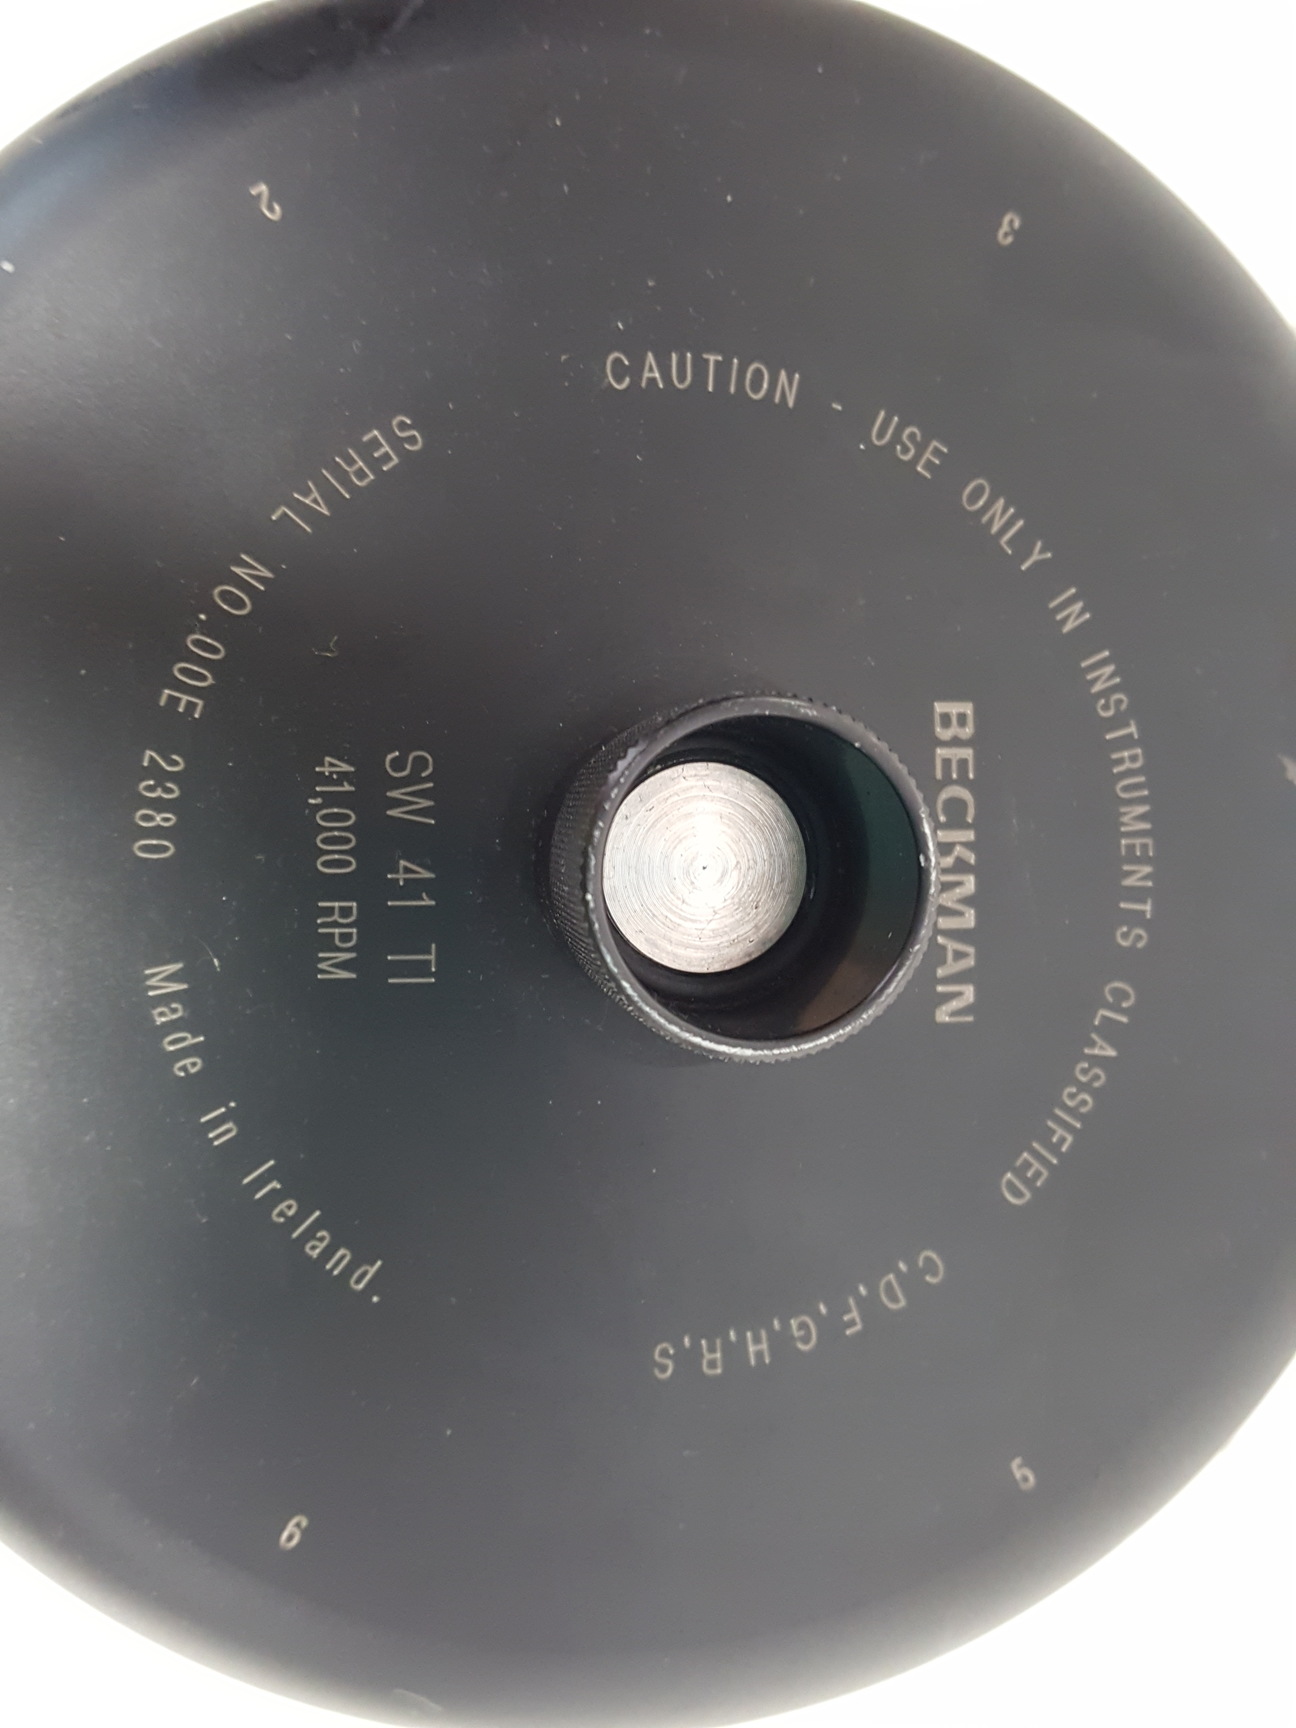 BECKMAN
CAUTION - USE ONLY IN INSTRUMENTS CLASSIFIED C,D,F,G,H,R,S
SW 41 TI
41,000 RPM
SERIAL NO.00E 2380 Made in Ireland.
2
3
5
6